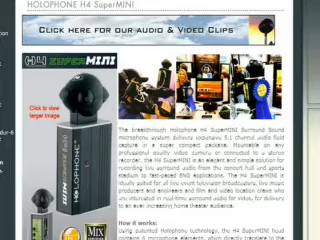 HOLOPHONE H4 SuperMINI
CLICK HERE FOR OUR AUDIO & VIDEO CLIPS
H4 SUPERMINI
Click to view
larger image
HOLOPHONE
The breakthrough Holophone H4 SuperMINI Surround Sound
microphone system delivers 5.1 channel audio field
capture in a super compact package. Mountable on any
professional quality video or connected to a stereo
recorder, the H4 SuperMINI is an elegant and simple solution for
recording live surround audio from the concert hall and sports
stadium to fast-paced ENG applications. The H4 SuperMINI is
ideally suited for all live event television broadcasters, live music
producers and engineers and film and video location crews who
are interested in real-time surround audio for video, for delivery
to an ever increasing home theater audience.
How it works:
Using patented Holophone technology, the H4 SuperMINI head
contains 6 microphone elements, which directly translate to the
MIX